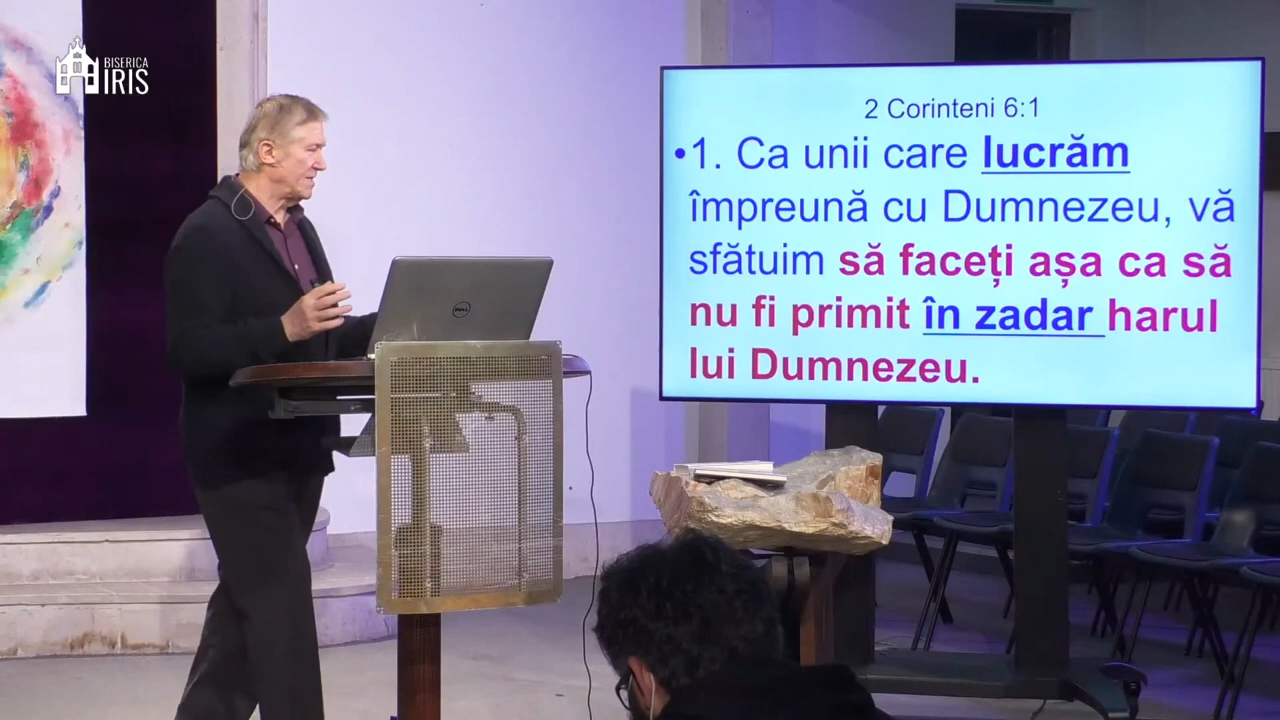 BISERICA
IRIS
2 Corinteni 6:1
•1. Ca unii care lucrăm
împreună cu Dumnezeu, vă
sfătuim să faceți așa ca să
nu fi primit în zadar harul
lui Dumnezeu.
DELL